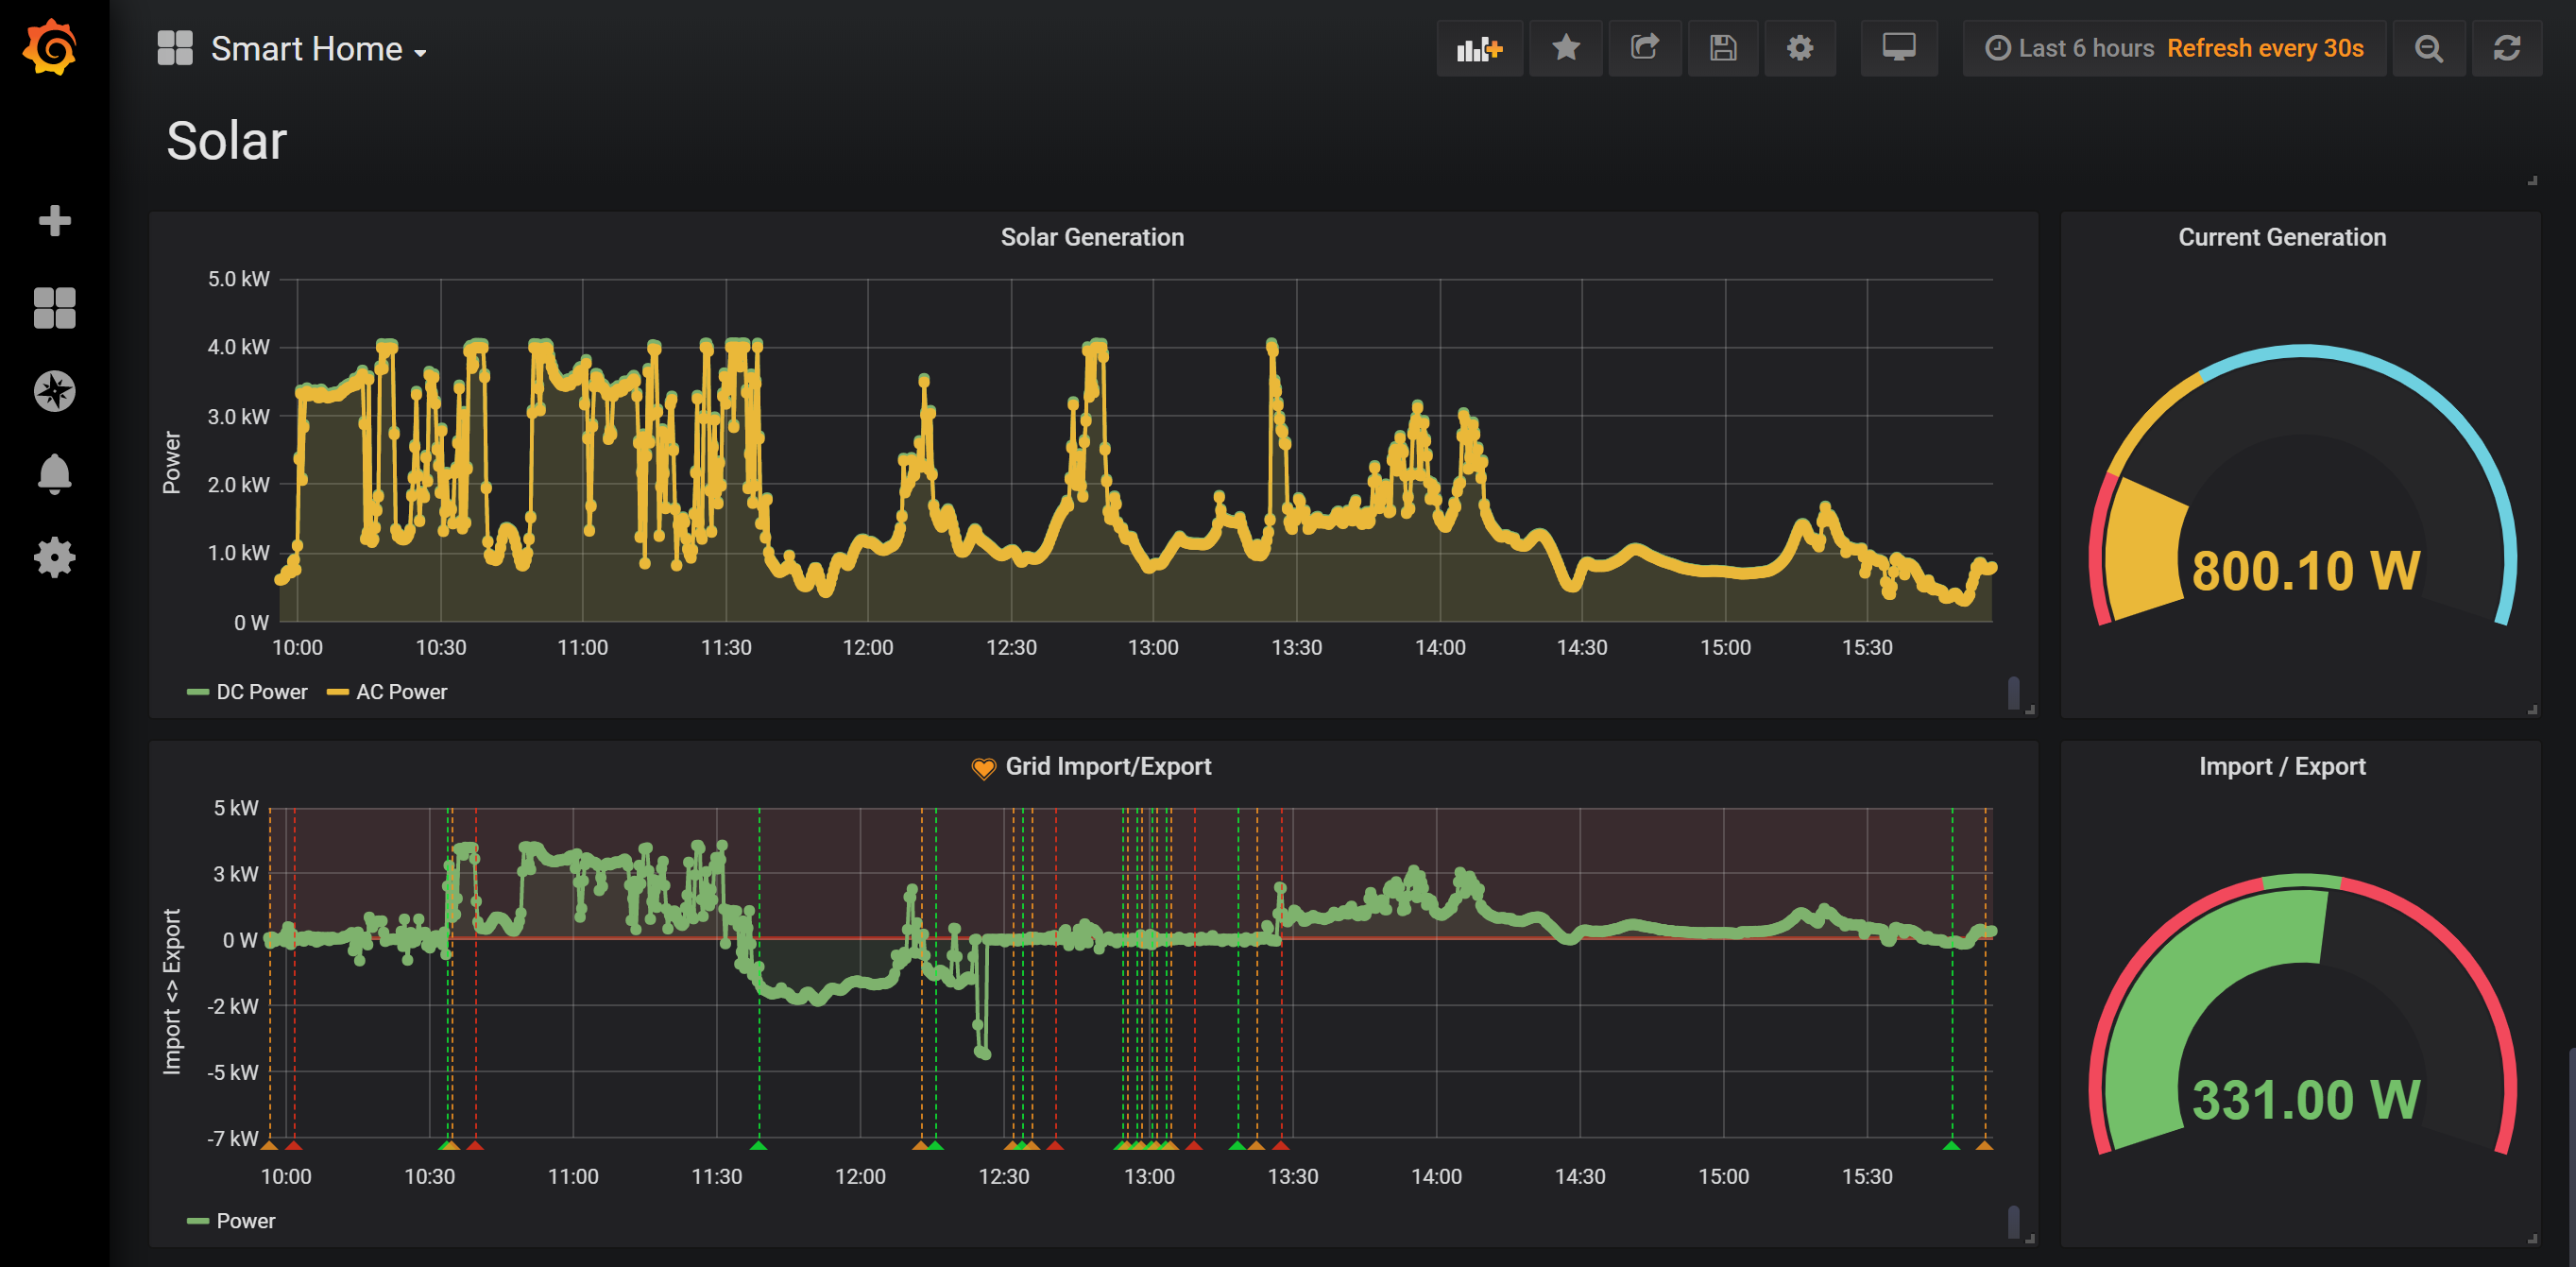 Smart Home
Last 6 hours Refresh every 30s
Solar
Solar Generation
5.0 kW
4.0 kW
3.0 kW
2.0 kW
1.0 kW
0 W
Power
10:00 10:30 11:00 11:30 12:00 12:30 13:00 13:30 14:00 14:30 15:00 15:30
DC Power AC Power
Current Generation
800.10 W
Grid Import/Export
5 kW
3 kW
0 W
-2 kW
-5 kW
-7 kW
Import <> Export
10:00 10:30 11:00 11:30 12:00 12:30 13:00 13:30 14:00 14:30 15:00 15:30
Power
Import / Export
331.00 W